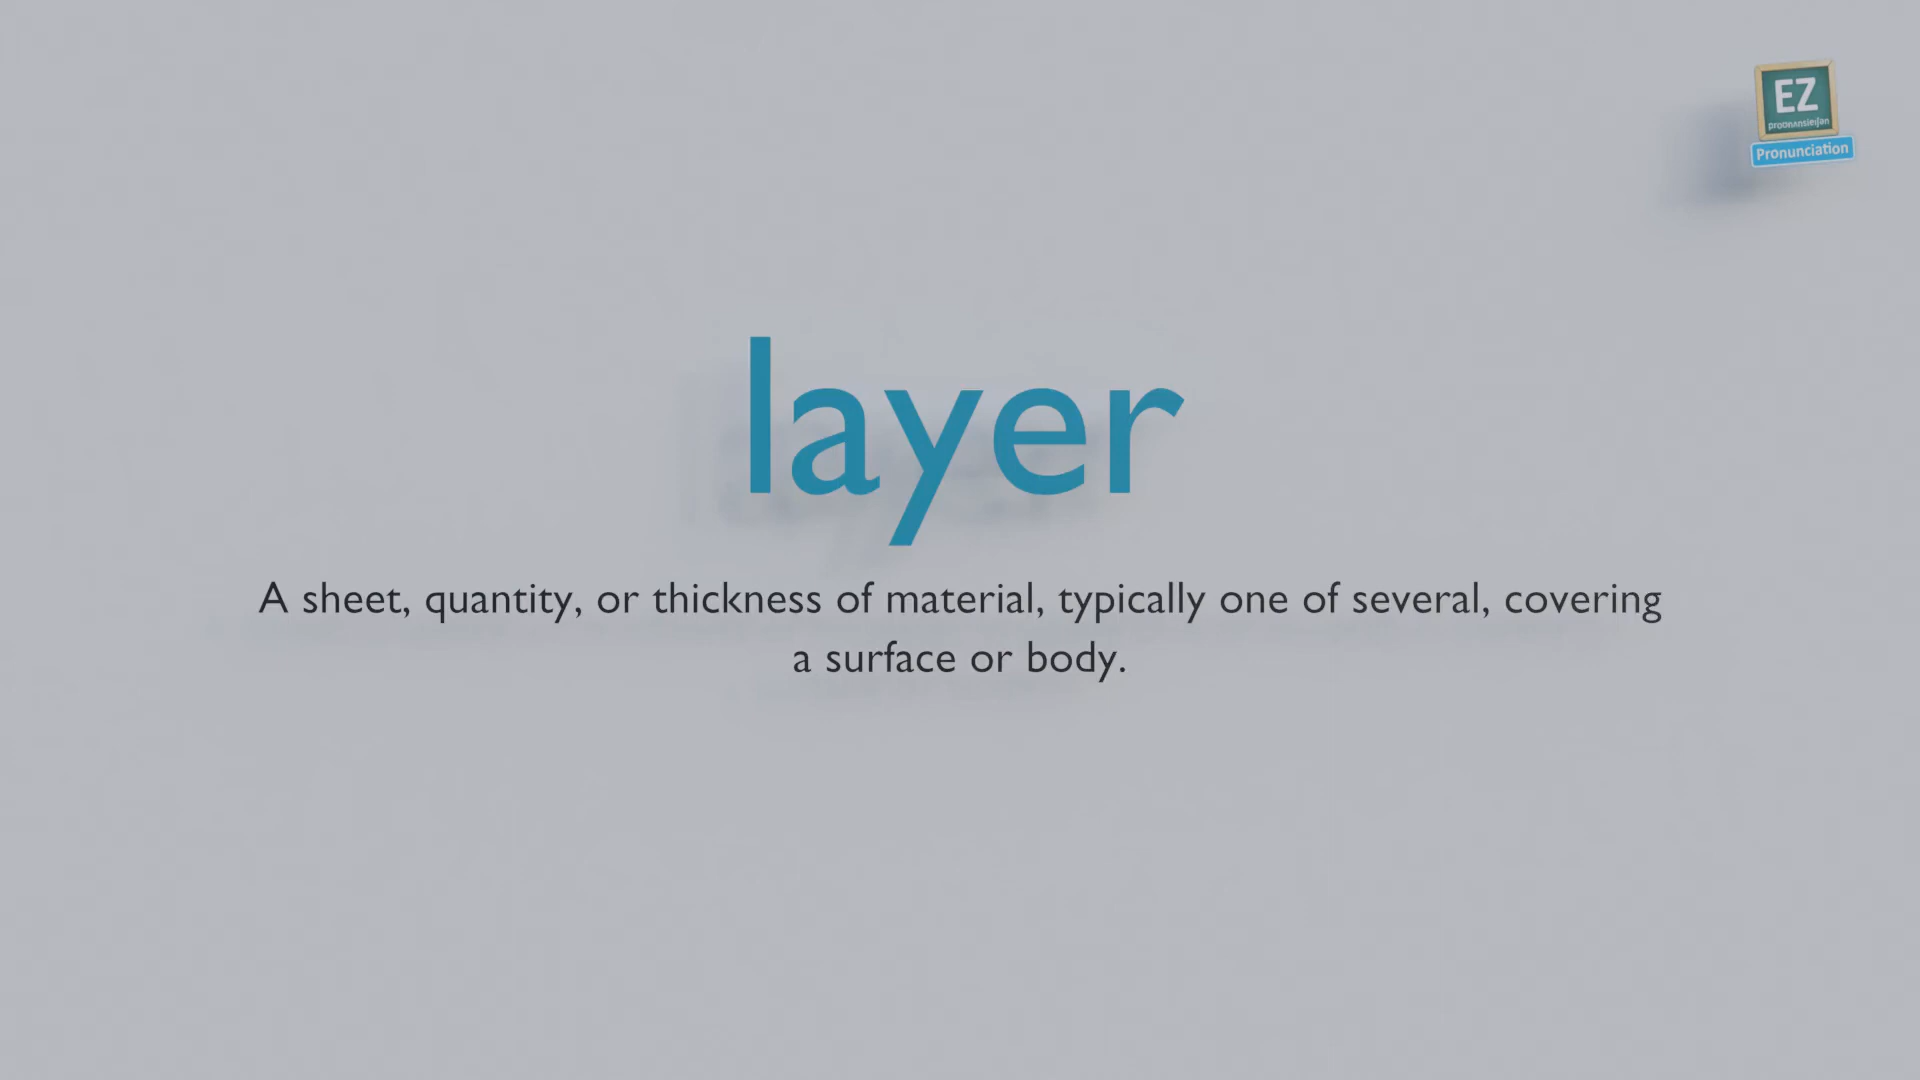 EZ
Pronunciation
layer
A sheet, quantity, or thickness of material, typically one of several, covering
a surface or body.